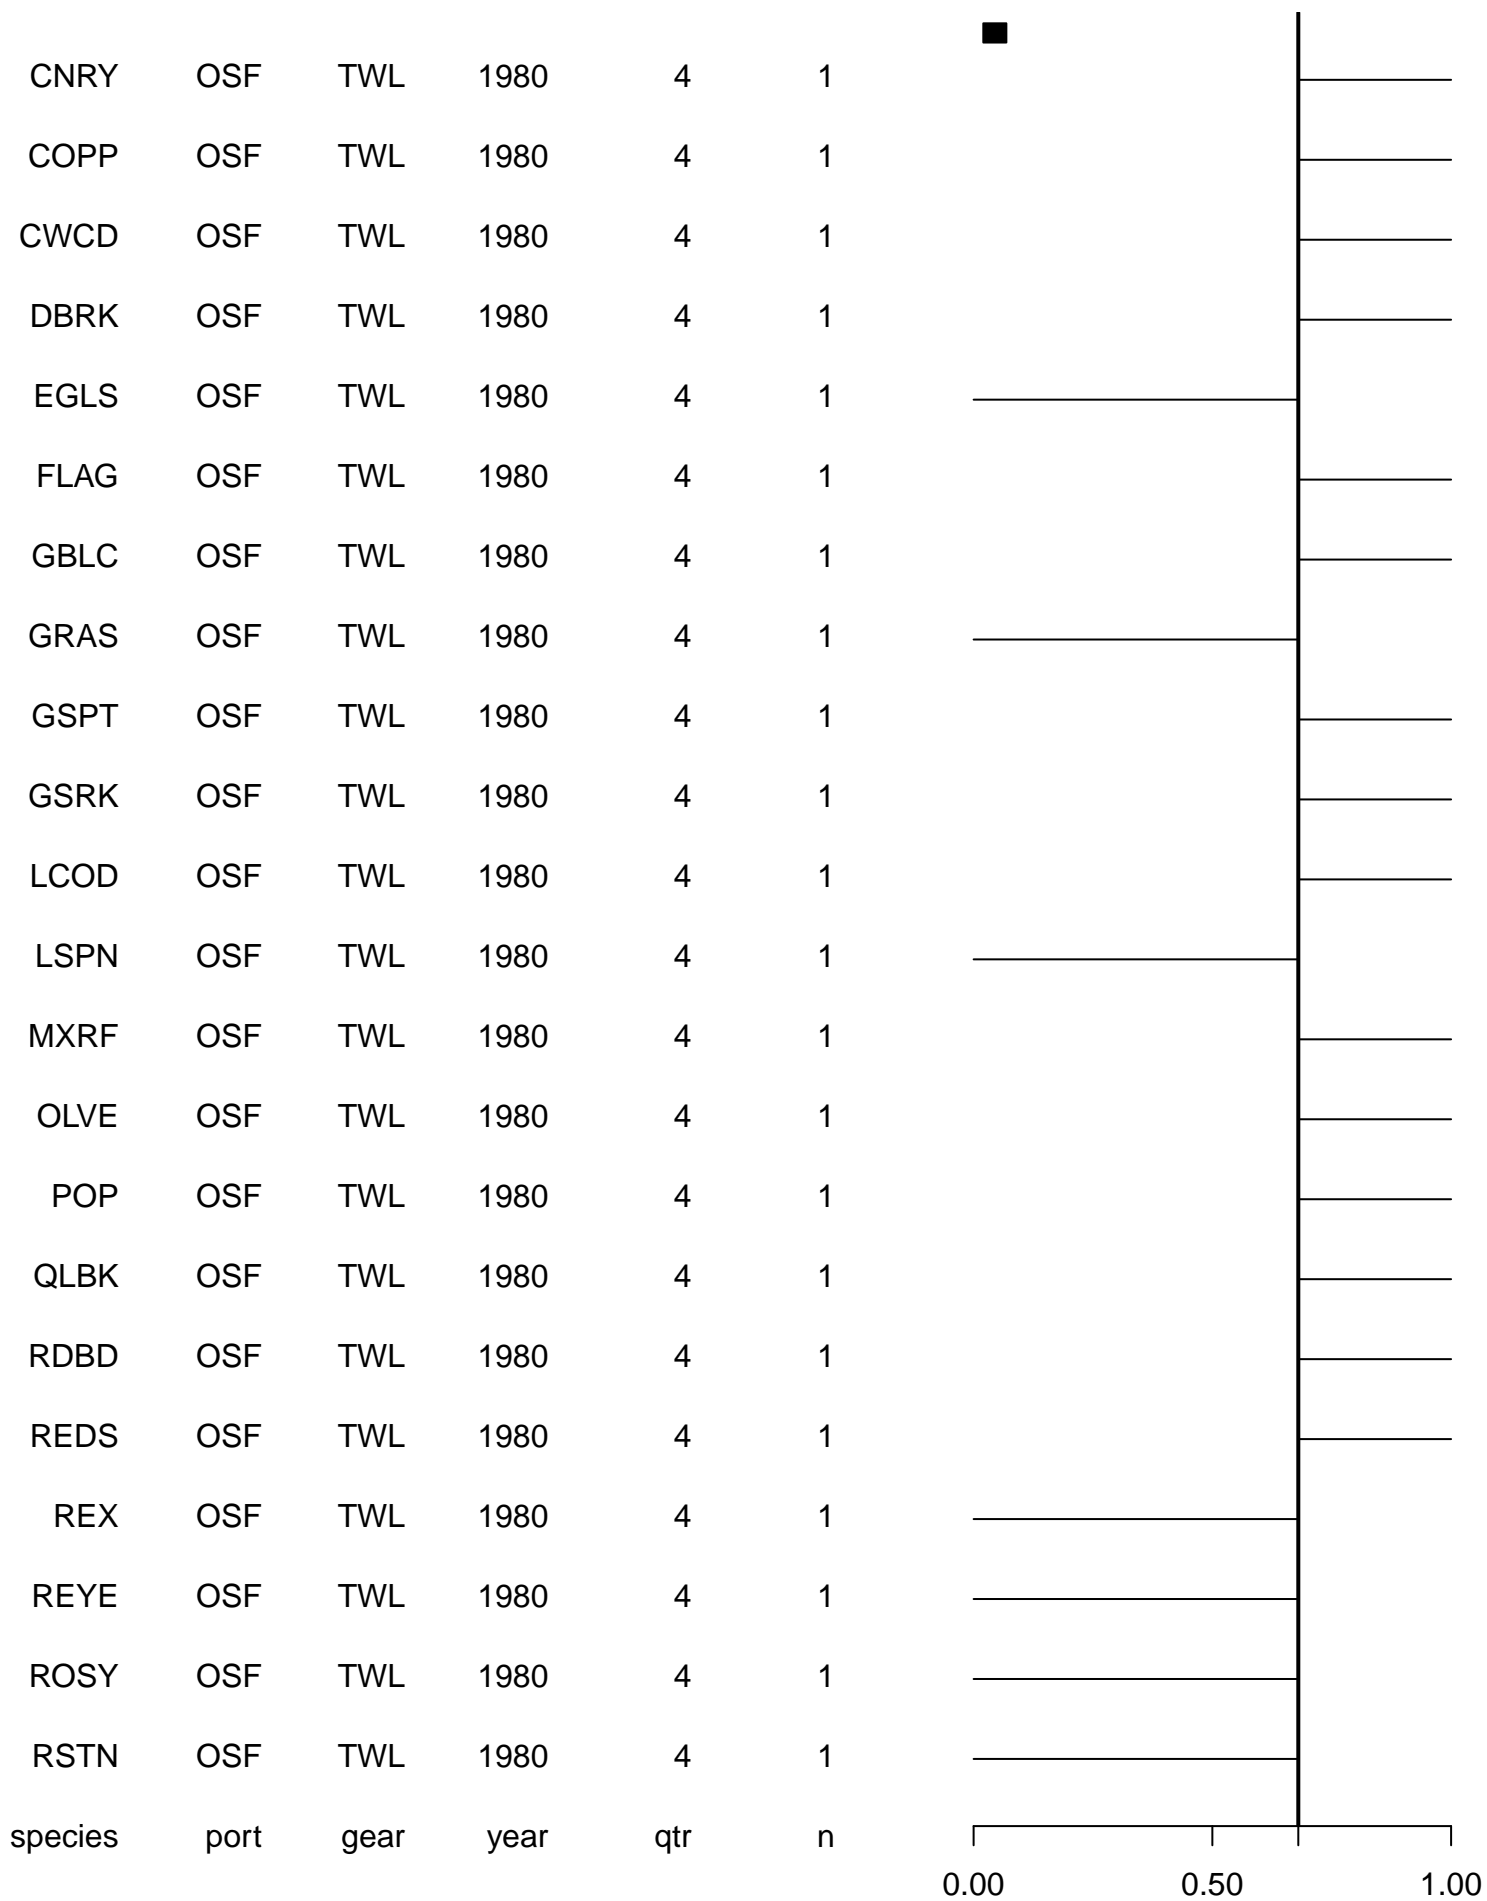 CNRY OSF TWL 1980 4 1
COPP OSF TWL 1980 4 1
CWCD OSF TWL 1980 4 1
DBRK OSF TWL 1980 4 1
EGLS OSF TWL 1980 4 1
FLAG OSF TWL 1980 4 1
GBLC OSF TWL 1980 4 1
GRAS OSF TWL 1980 4 1
GSPT OSF TWL 1980 4 1
GSRK OSF TWL 1980 4 1
LCOD OSF TWL 1980 4 1
LSPN OSF TWL 1980 4 1
MXRF OSF TWL 1980 4 1
OLVE OSF TWL 1980 4 1
POP OSF TWL 1980 4 1
QLBK OSF TWL 1980 4 1
RDBD OSF TWL 1980 4 1
REDS OSF TWL 1980 4 1
REX OSF TWL 1980 4 1
REYE OSF TWL 1980 4 1
ROSY OSF TWL 1980 4 1
RSTN OSF TWL 1980 4 1
species port gear year qtr n
0.00 0.50 1.00